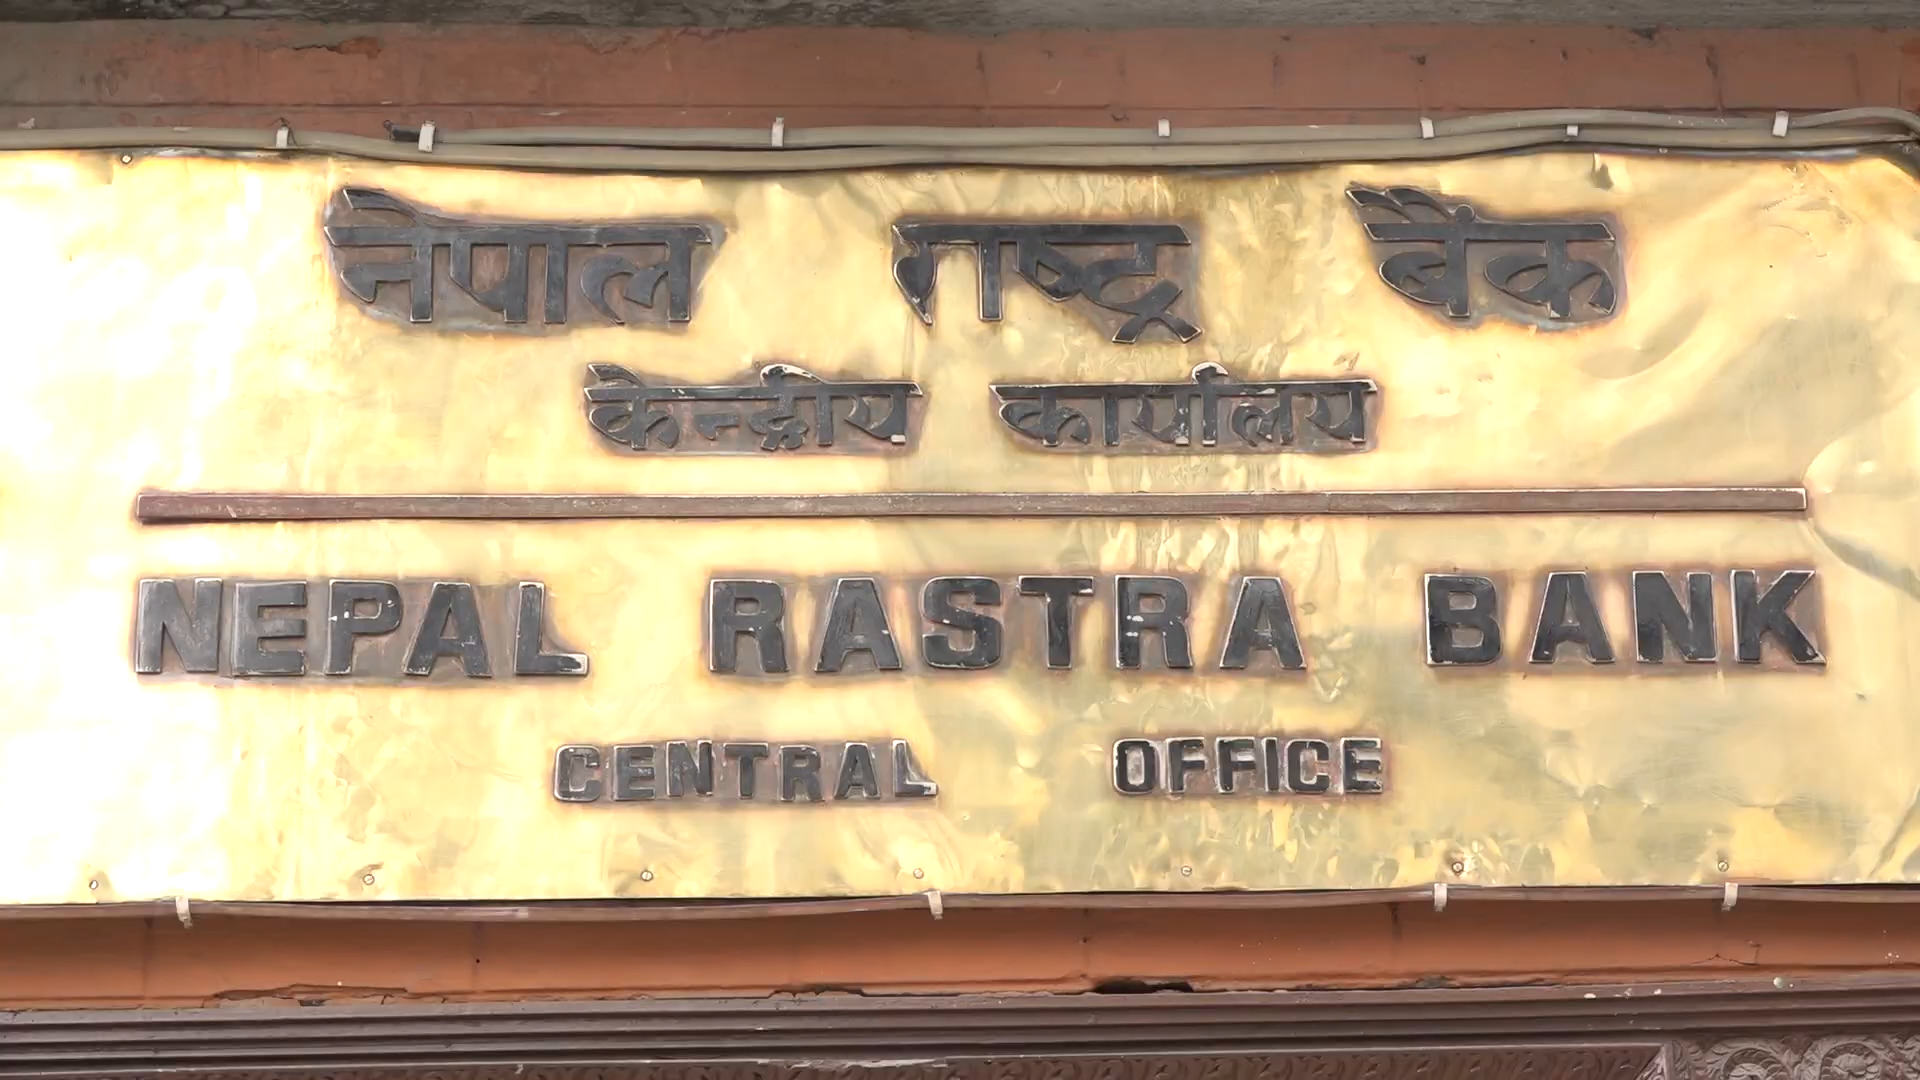 नेपाल राष्ट्र बैंक
केन्द्रीय कार्यालय
NEPAL RASTRA BANK
CENTRAL OFFICE